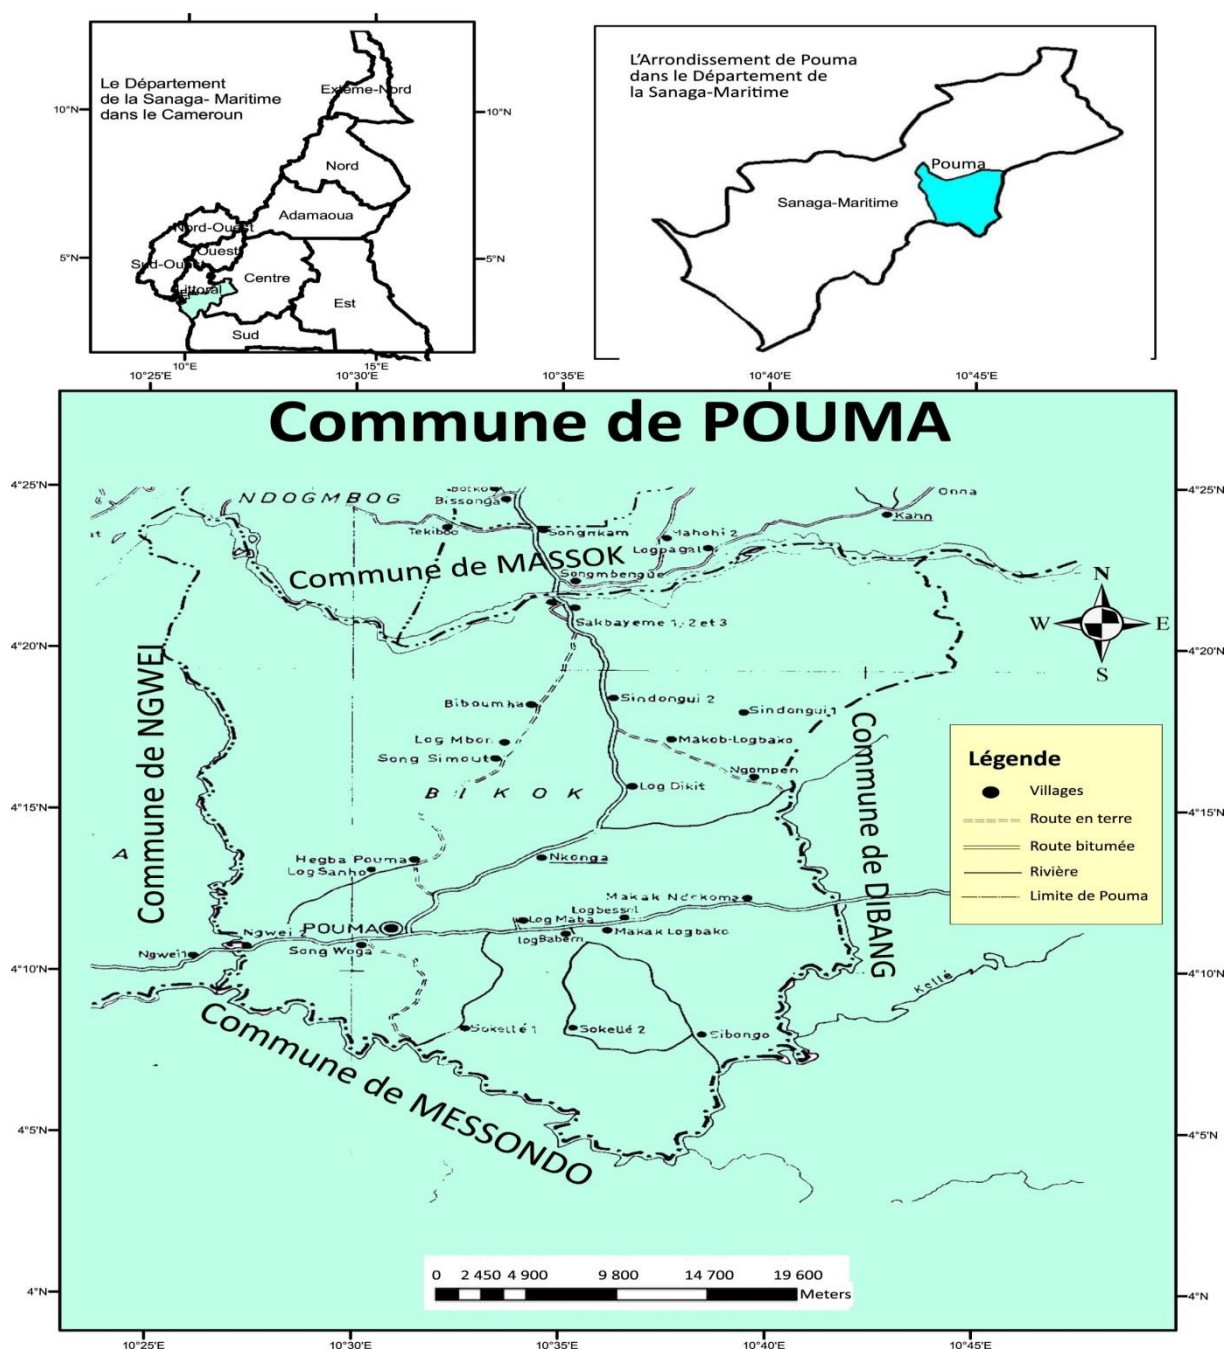 Le Département
de la Sanaga- Maritime
dans le Cameroun
Extême-Nord
10°N
10°N
Nord
Adamaoua
Nord-Ouest
Ouest
Sud-Ouest
5°N
5°N
Centre
Littoral
Est
Sud
10°E
15°E
L'Arrondissement de Pouma
dans le Département de
la Sanaga-Maritime
Pouma
Sanaga-Maritime
10°25'E
10°30'E
10°35'E
10°40'E
10°45'E
Commune de POUMA
4°25'N
4°25'N
NDOGMBOG
Botko
Bissonga
Onna
Kahn
Tekiboo
Songnkam
Mahohi 2
Logpagal
Commune de MASSOK
Songmbengue
Sakbayeme 1, 2 et 3
4°20'N
4°20'N
N
W
E
S
Commune de NGWEI
Biboumha
Sindongui 2
Sindongui 1
Log Mbor
Makob-Logbako
Song Simout
Ngompen
BIKOK
Log Dikit
Commune de DIBANG
4°15'N
4°15'N
A
Hegba Pouma
Log Sanho
Nkonga
Makak Ndokoma
POUMA
Log Maba
Logbessel
logBabem
Makak Logbako
Ngwei 2
Ngwei 1
Song Woga
4°10'N
4°10'N
Kellé
Sokellé 1
Sokellé 2
Sibongo
Commune de MESSONDO
4°5'N
4°5'N
Légende
Villages
Route en terre
Route bitumée
Rivière
Limite de Pouma
0 2 450 4 900 9 800 14 700 19 600
Meters
4°N
4°N
10°25'E
10°30'E
10°35'E
10°40'E
10°45'E